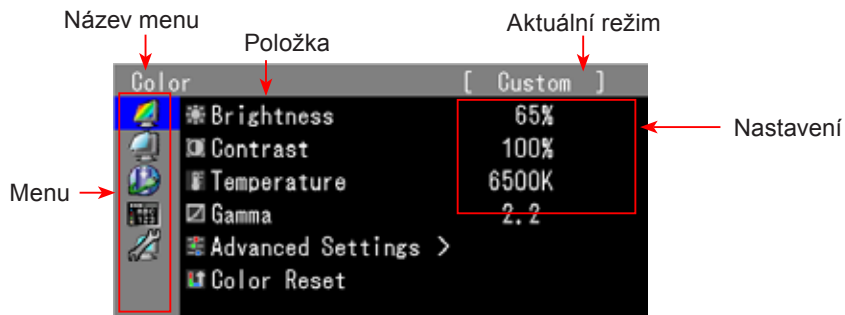 Název menu
Položka
Aktuální režim
Color [ Custom ]
Brightness 65%
Contrast 100%
Nastavení
Temperature 6500K
Menu
Gamma 2.2
Advanced Settings >
Color Reset